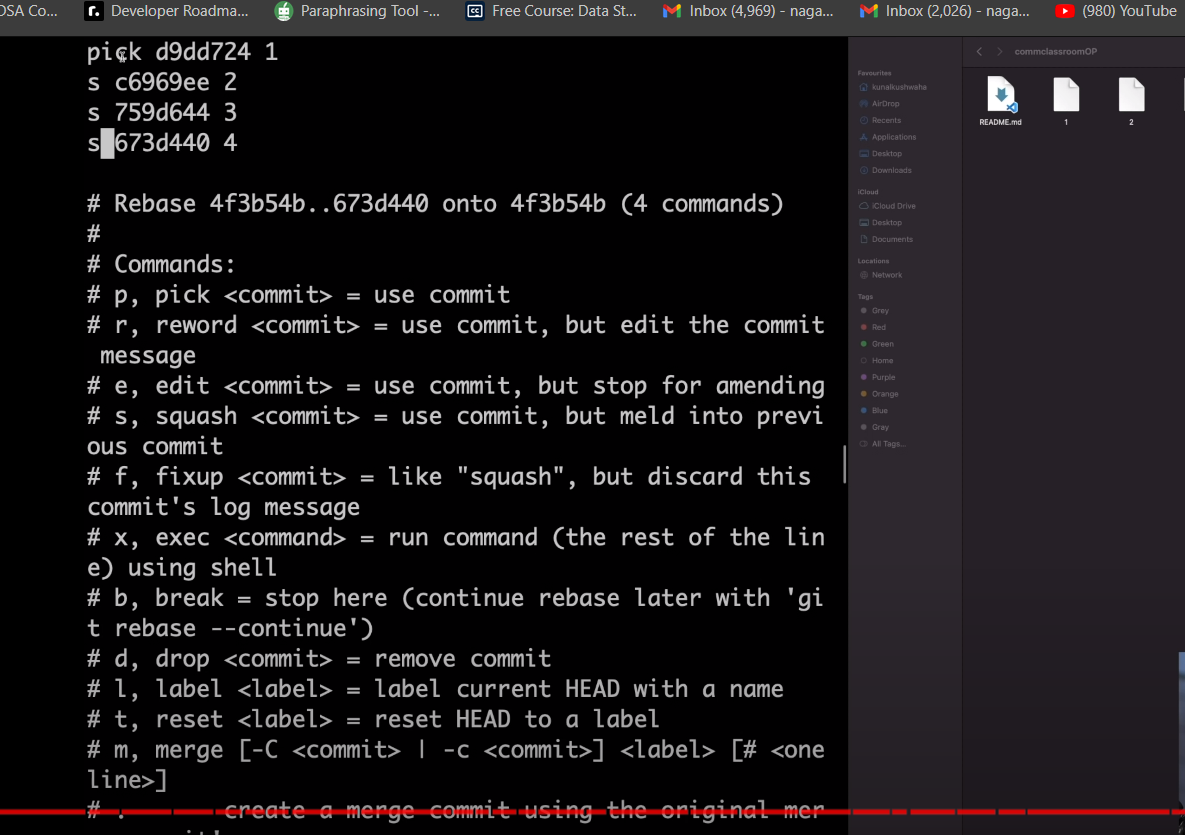 DSA Co...
Developer Roadma...
Paraphrasing Tool -...
Free Course: Data St...
Inbox (4,969) - naga...
Inbox (2,026) - naga...
(980) YouTube
pick d9dd724 1
s c6969ee 2
s 759d644 3
s 673d440 4
# Rebase 4f3b54b..673d440 onto 4f3b54b (4 commands)
#
# Commands:
# p, pick <commit> = use commit
# r, reword <commit> = use commit, but edit the commit
message
# e, edit <commit> = use commit, but stop for amending
# s, squash <commit> = use commit, but meld into previ
ous commit
# f, fixup <commit> = like "squash", but discard this
commit's log message
# x, exec <command> = run command (the rest of the lin
e) using shell
# b, break = stop here (continue rebase later with 'gi
t rebase --continue')
# d, drop <commit> = remove commit
# l, label <label> = label current HEAD with a name
# t, reset <label> = reset HEAD to a label
# m, merge [-C <commit> | -c <commit>] <label> [# <one
line>]
# . create a merge commit using the original mer
commclassroomOP
Favourites
kunalkushwaha
AirDrop
Recents
Applications
Desktop
Downloads
iCloud
iCloud Drive
Desktop
Documents
Locations
Network
Tags
Grey
Red
Green
Home
Purple
Orange
Blue
Gray
All Tags...
README.md
1
2